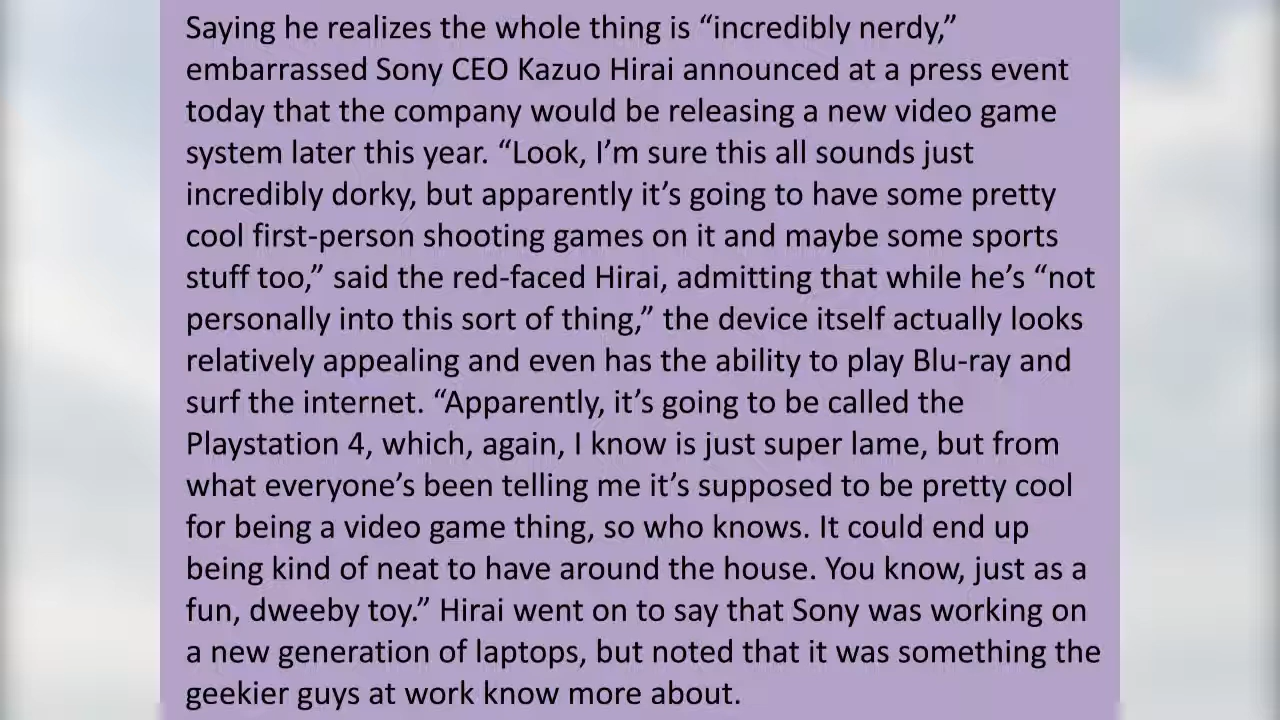 Saying he realizes the whole thing is “incredibly nerdy,”
embarrassed Sony CEO Kazuo Hirai announced at a press event
today that the company would be releasing a new video game
system later this year. “Look, I’m sure this all sounds just
incredibly dorky, but apparently it’s going to have some pretty
cool first-person shooting games on it and maybe some sports
stuff too,” said the red-faced Hirai, admitting that while he’s “not
personally into this sort of thing,” the device itself actually looks
relatively appealing and even has the ability to play Blu-ray and
surf the internet. “Apparently, it’s going to be called the
Playstation 4, which, again, I know is just super lame, but from
what everyone’s been telling me it’s supposed to be pretty cool
for being a video game thing, so who knows. It could end up
being kind of neat to have around the house. You know, just as a
fun, dweeby toy.” Hirai went on to say that Sony was working on
a new generation of laptops, but noted that it was something the
geekier guys at work know more about.